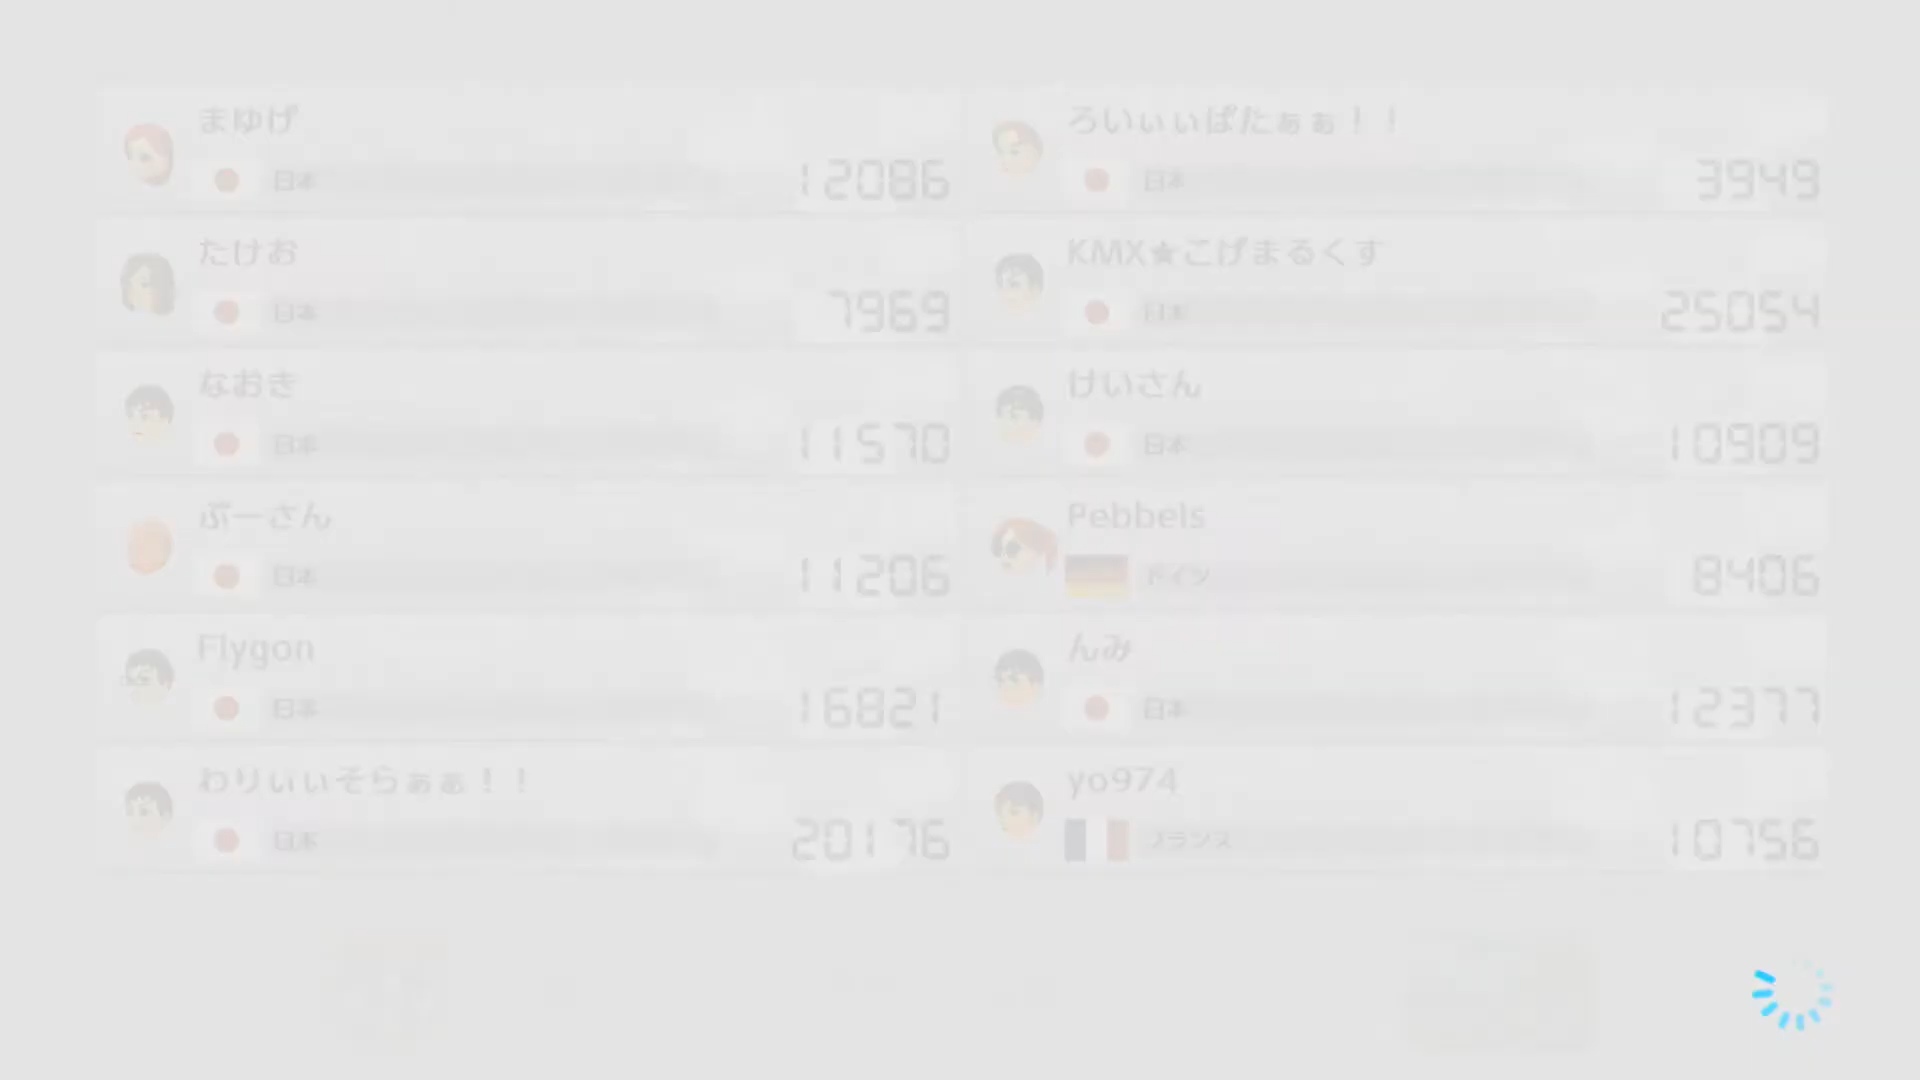 まゆげ
日本 12086
ろいぃぃぱたぁぁ！！
日本 3949
たけお
日本 7969
KMX★こげまるくす
日本 25054
なおき
日本 11570
けいさん
日本 10909
ぷーさん
日本 11206
Pebbels
ドイツ 8406
Flygon
日本 16821
んみ
日本 12377
わりぃぃそらぁぁ！！
日本 20176
yo974
フランス 10756